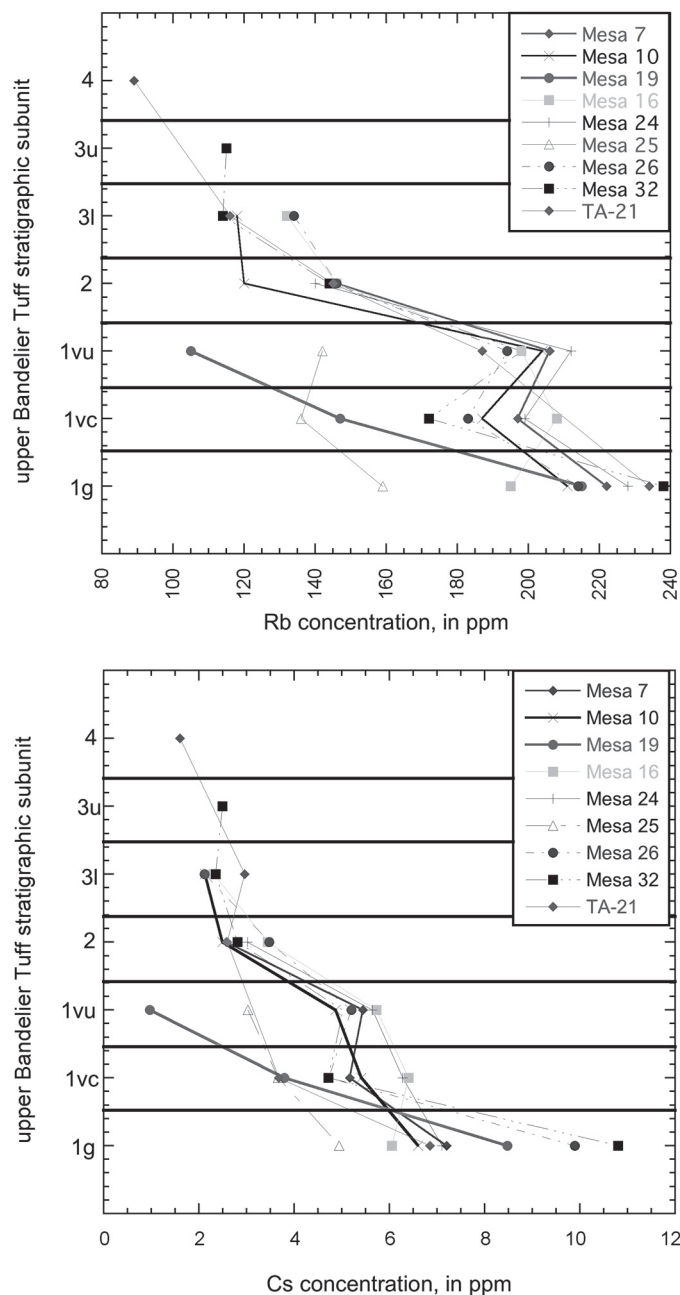 upper Bandelier Tuff stratigraphic subunit
4
3u
3l
2
1vu
1vc
1g
Mesa 7
Mesa 10
Mesa 19
Mesa 16
Mesa 24
Mesa 25
Mesa 26
Mesa 32
TA-21
80
100
120
140
160
180
200
220
240
Rb concentration, in ppm
upper Bandelier Tuff stratigraphic subunit
4
3u
3l
2
1vu
1vc
1g
Mesa 7
Mesa 10
Mesa 19
Mesa 16
Mesa 24
Mesa 25
Mesa 26
Mesa 32
TA-21
0 2 4 6 8 10 12
Cs concentration, in ppm